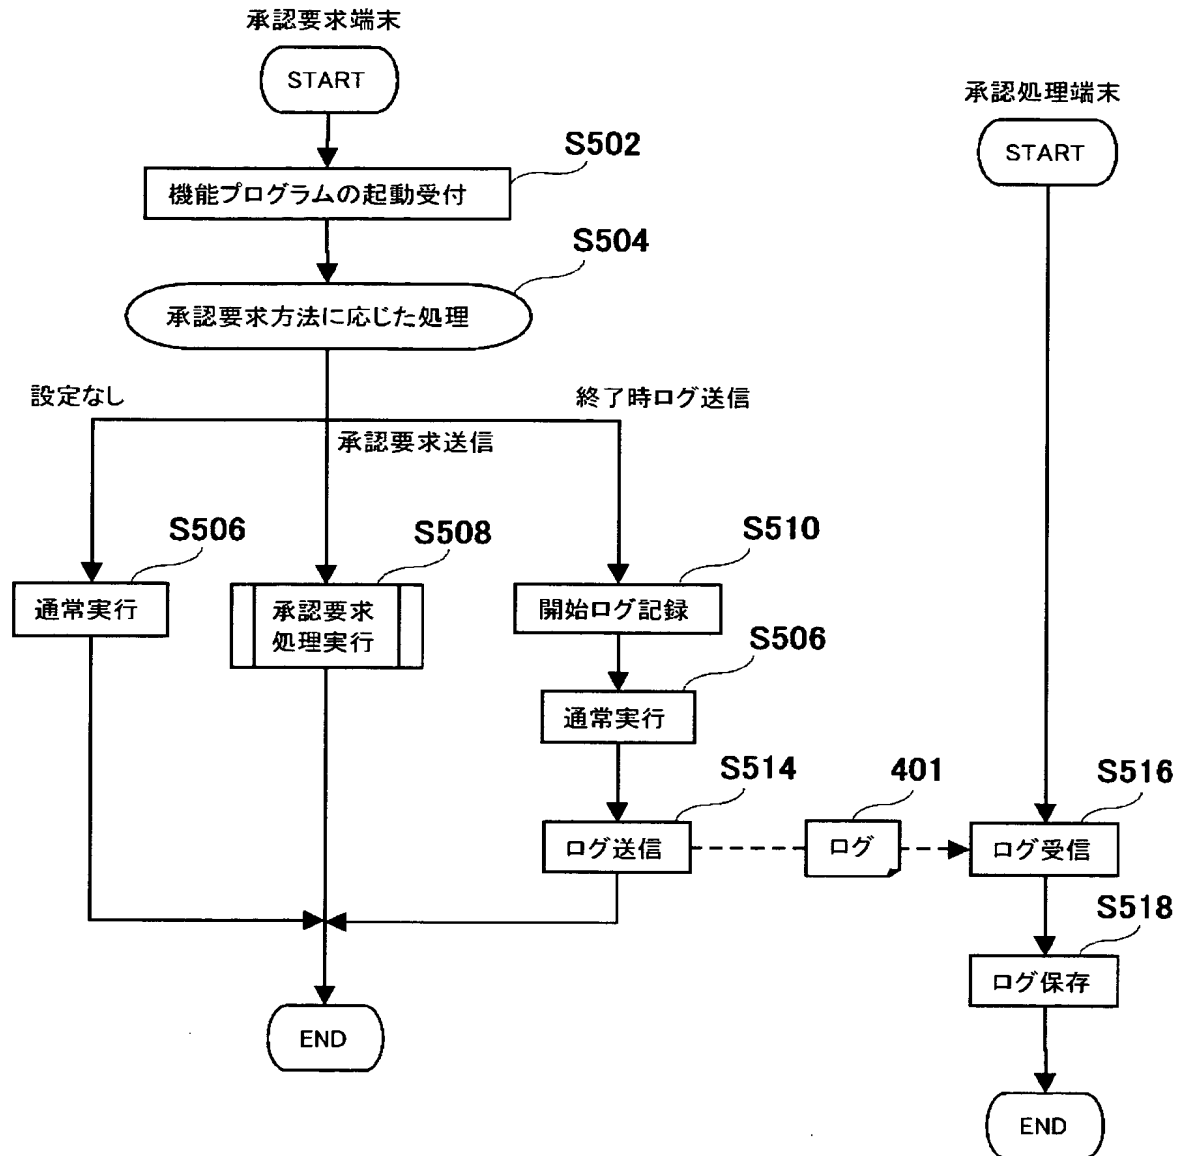 承認要求端末
START
承認処理端末
START
S502
機能プログラムの起動受付
S504
承認要求方法に応じた処理
設定なし
終了時ログ送信
承認要求送信
S506
S508
S510
通常実行
承認要求
処理実行
開始ログ記録
S506
通常実行
S514
401
S516
ログ送信
ログ
ログ受信
S518
ログ保存
END
END